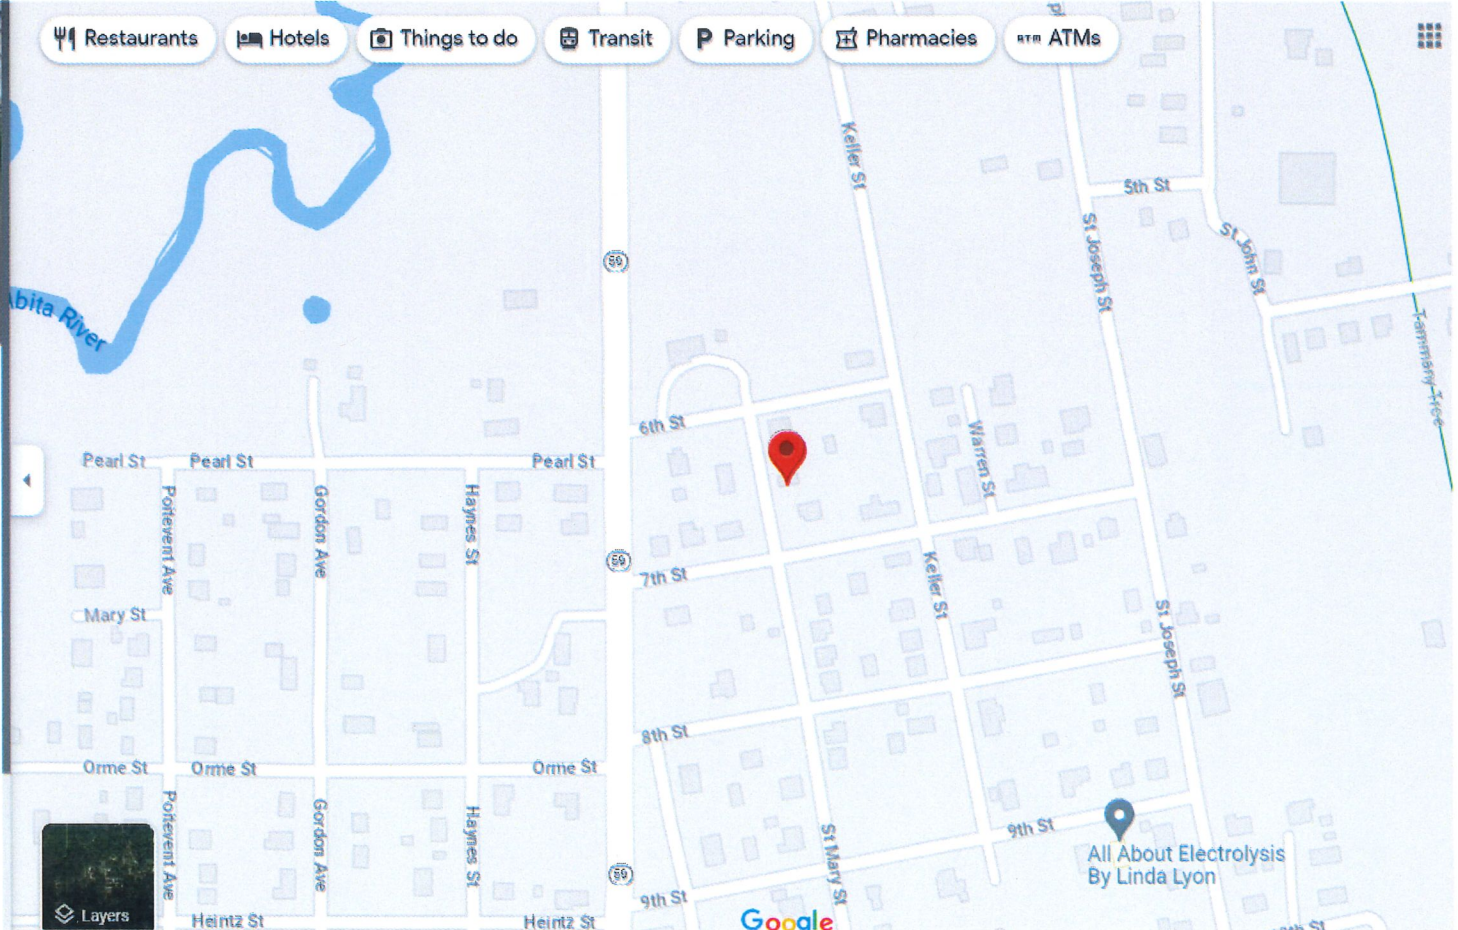 Restaurants
Hotels
Things to do
Transit
Parking
Pharmacies
ATM ATMs
Keller St
5th St
St Joseph St
St John St
59
Abita River
Tammany Trce
6th St
Warren St
Pearl St
Pearl St
Pearl St
Poitevent Ave
Gordon Ave
Haynes St
59
7th St
Keller St
Mary St
St Joseph St
8th St
Orme St
Orme St
Orme St
Poitevent Ave
Gordon Ave
Haynes St
9th St
St Mary St
All About Electrolysis
By Linda Lyon
59
9th St
Layers
Heintz St
Heintz St
Google